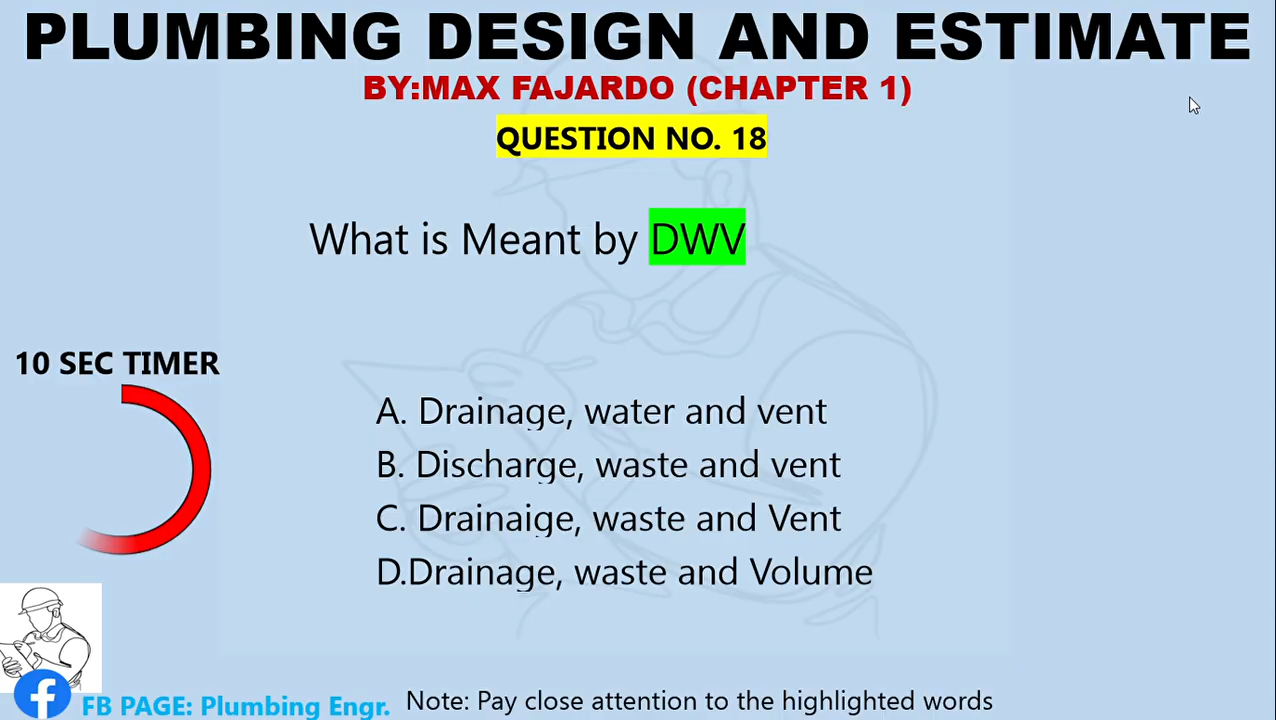 PLUMBING DESIGN AND ESTIMATE
BY:MAX FAJARDO (CHAPTER 1)
QUESTION NO. 18
What is Meant by DWV
10 SEC TIMER
A. Drainage, water and vent
B. Discharge, waste and vent
C. Drainaige, waste and Vent
D.Drainage, waste and Volume
FB PAGE: Plumbing Engr.
Note: Pay close attention to the highlighted words